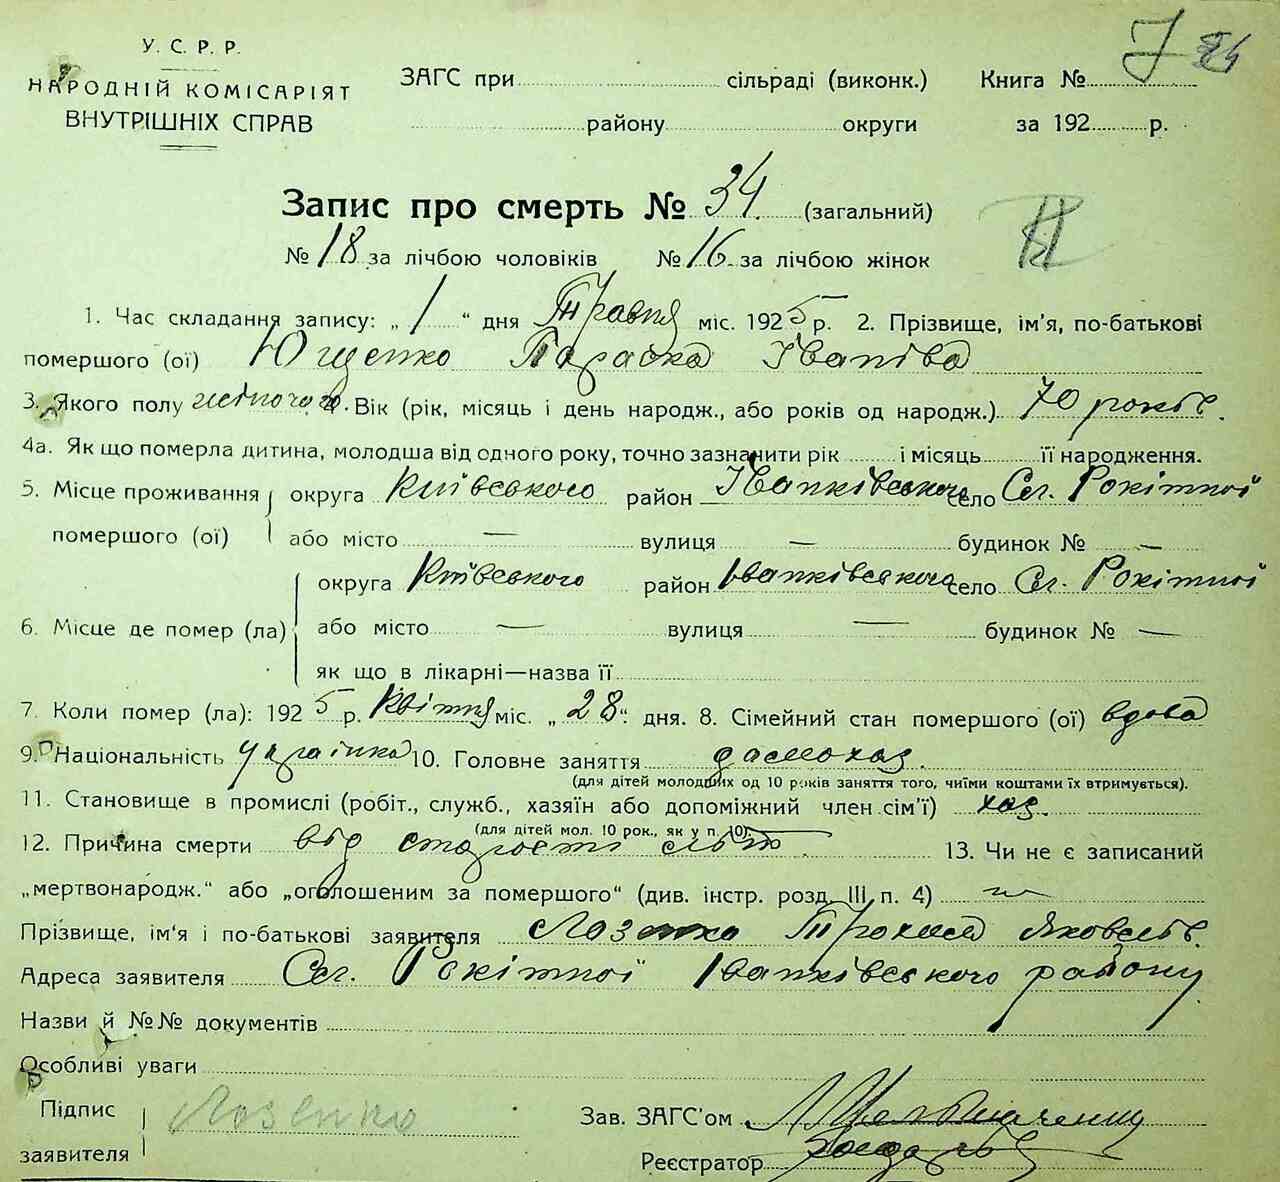 У. С. Р. Р.
НАРОДНІЙ КОМІСАРІЯТ
ВНУТРІШНІХ СПРАВ
ЗАГС при сільраді (виконк.) Книга № 7 24
району округи за 192 р.
Запис про смерть № 34 (загальний)
№ 18 за лічбою чоловіків № 16 за лічбою жінок
1. Час складання запису: „ 1 “ дня Травня міс. 1925 р. 2. Прізвище, ім'я, по-батькові
помершого (ої) Ющенко Параска Іванівa
3. Якого полу жіночого. Вік (рік, місяць і день народж., або років од народж.) 70 років.
4а. Як що померла дитина, молодша від одного року, точно зазначити рік і місяць її народження.
5. Місце проживання помершого (ої) округа Київського район Іванківського село Сел. Рокітної
або місто — вулиця — будинок № —
6. Місце де помер (ла) округа Київського район Іванківського село Сел. Рокітної
або місто — вулиця — будинок № —
як що в лікарні—назва її
7. Коли помер (ла): 1925 р. Квітня міс. „ 28 “ дня. 8. Сімейний стан помершого (ої) вдова
9. Національність українка 10. Головне заняття
(для дітей молодших од 10 років заняття того, чиїми коштами їх втримується).
11. Становище в промислі (робіт., служб., хазяїн або допоміжний член сім'ї) хаз.
(для дітей мол. 10 рок., як у п. 10).
12. Причина смерти від старости літ 13. Чи не є записаний
„мертвонародж.“ або „оголошеним за помершого“ (див. інстр. розд. III п. 4)
Прізвище, ім'я і по-батькові заявителя Лозенко Трохим Яковлев.
Адреса заявителя Сел. Рокітної Іванківського району
Назви й №№ документів
Особливі уваги
Підпис заявителя Лозенко
Зав. ЗАГС'ом
Реєстратор